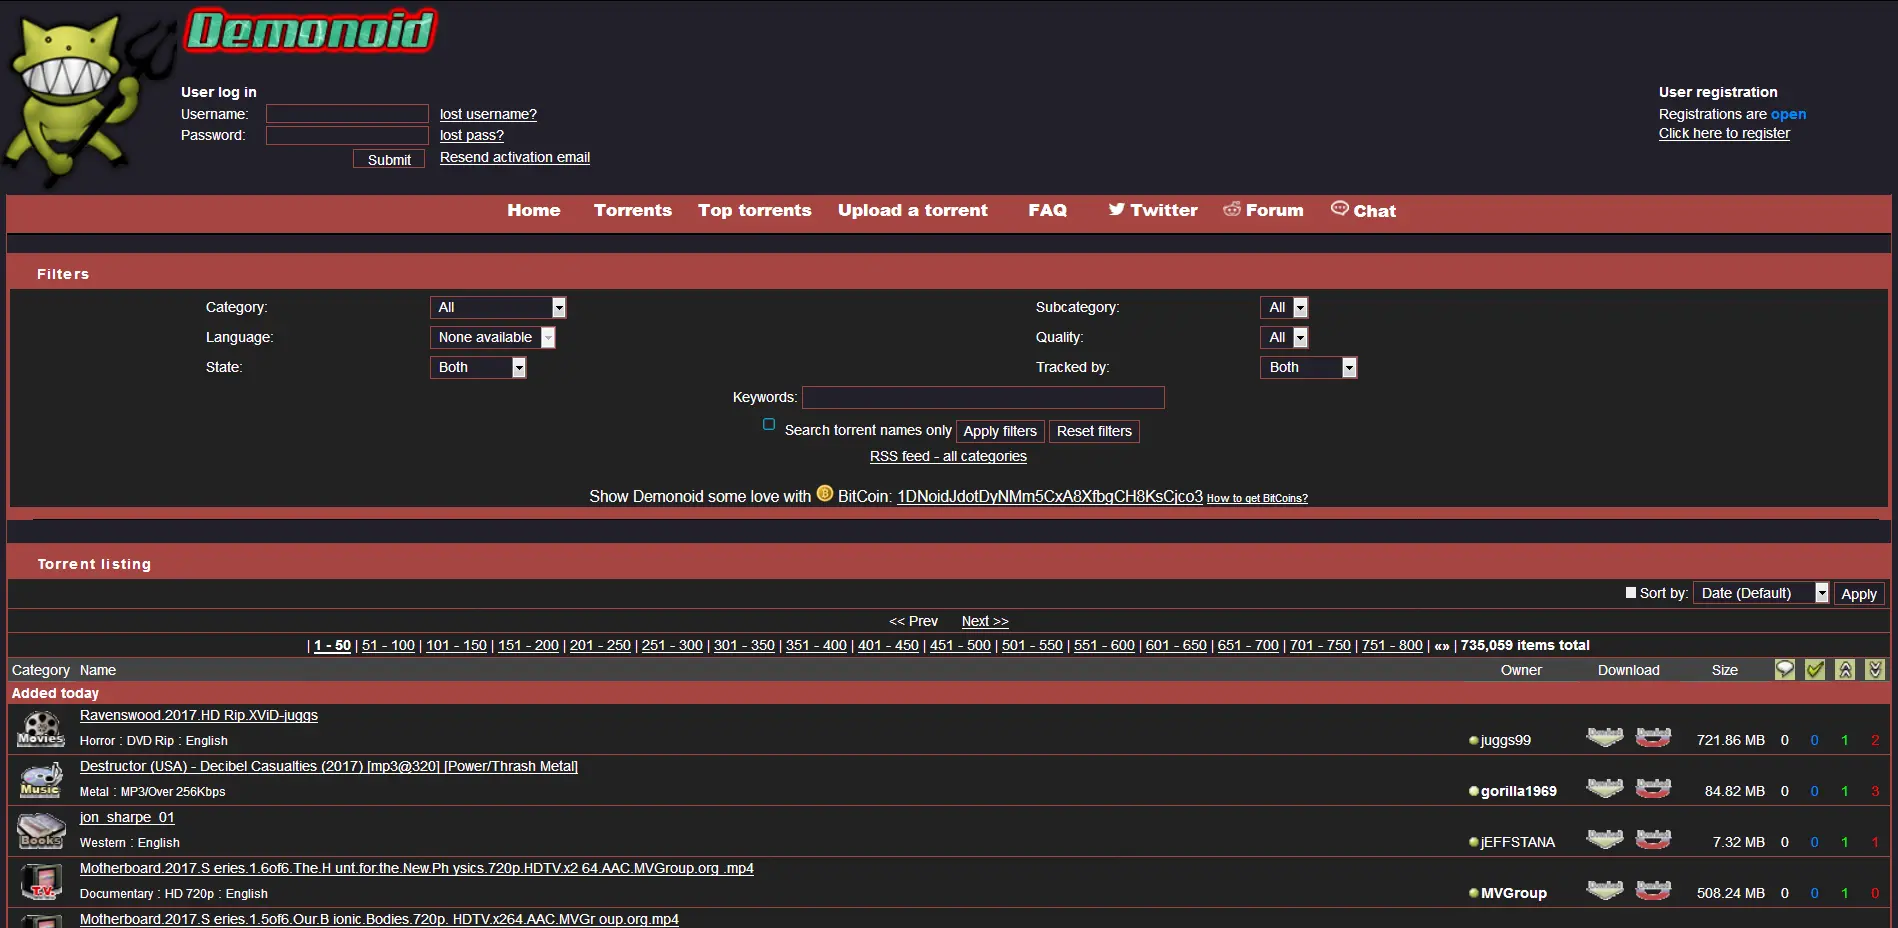 Demonoid
User log in
Username: lost username?
Password: lost pass?
Submit Resend activation email
User registration
Registrations are open
Click here to register
Home Torrents Top torrents Upload a torrent FAQ Twitter Forum Chat
Filters
Category: All Subcategory: All
Language: None available Quality: All
State: Both Tracked by: Both
Keywords:
Search torrent names only Apply filters Reset filters
RSS feed - all categories
Show Demonoid some love with BitCoin: 1DNoidJdotDyNMm5CxA8XfbgCH8KsCjco3 How to get BitCoins?
Torrent listing
Sort by: Date (Default) Apply
<< Prev Next >>
| 1 - 50 | 51 - 100 | 101 - 150 | 151 - 200 | 201 - 250 | 251 - 300 | 301 - 350 | 351 - 400 | 401 - 450 | 451 - 500 | 501 - 550 | 551 - 600 | 601 - 650 | 651 - 700 | 701 - 750 | 751 - 800 | «» | 735,059 items total
Category Name Owner Download Size
Added today
Movies Ravenswood.2017.HD Rip.XViD-juggs
Horror : DVD Rip : English juggs99 721.86 MB 0 0 1 2
Music Destructor (USA) - Decibel Casualties (2017) [mp3@320] [Power/Thrash Metal]
Metal : MP3/Over 256Kbps gorilla1969 84.82 MB 0 0 1 3
Books jon_sharpe_01
Western : English jEFFSTANA 7.32 MB 0 0 1 1
T.V. Motherboard.2017.S eries.1.6of6.The.H unt.for.the.New.Ph ysics.720p.HDTV.x2 64.AAC.MVGroup.org .mp4
Documentary : HD 720p : English MVGroup 508.24 MB 0 0 1 0
Motherboard.2017.S eries.1.5of6.Our.B ionic.Bodies.720p. HDTV.x264.AAC.MVGr oup.org.mp4